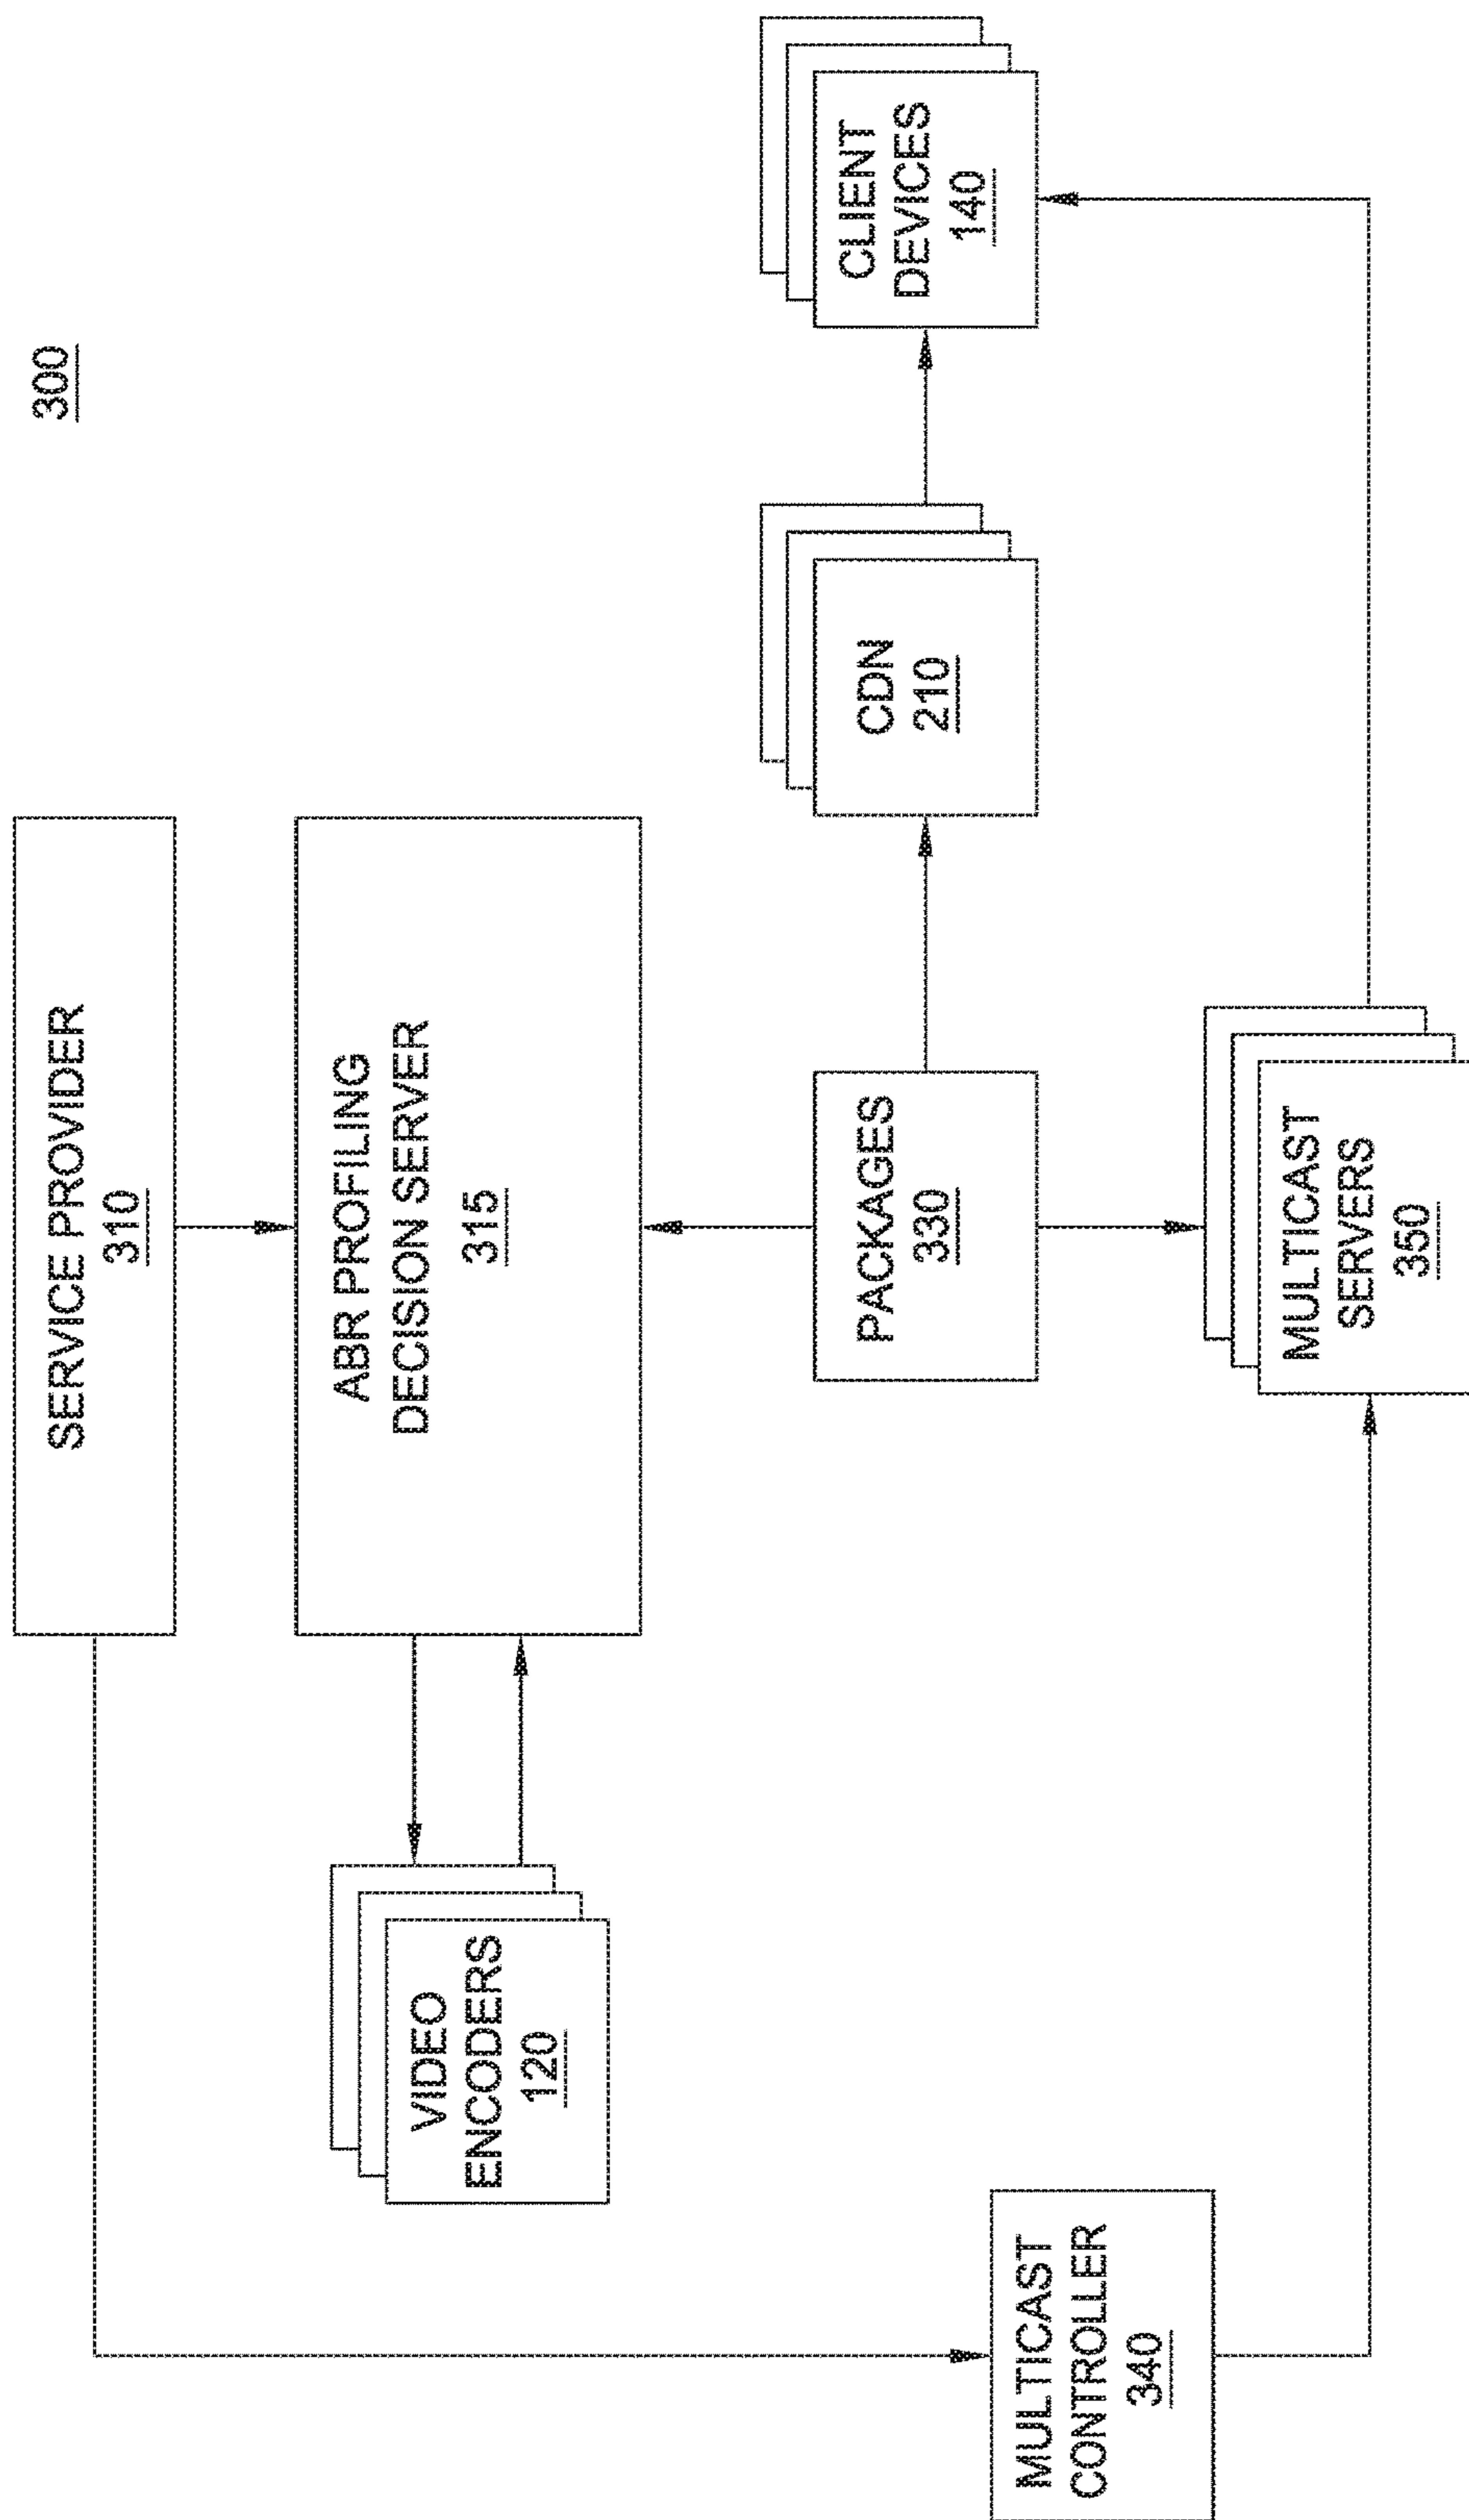 300
SERVICE PROVIDER
310
ABR PROFILING
DECISION SERVER
315
VIDEO
ENCODERS
120
PACKAGES
330
CDN
210
CLIENT
DEVICES
140
MULTICAST
CONTROLLER
340
MULTICAST
SERVERS
350